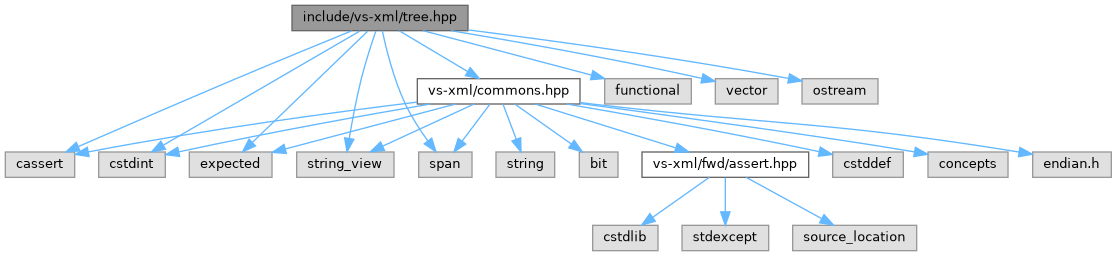 include/vs-xml/tree.hpp
vs-xml/commons.hpp
functional
vector
ostream
cassert
cstdint
expected
string_view
span
string
bit
vs-xml/fwd/assert.hpp
cstddef
concepts
endian.h
cstdlib
stdexcept
source_location